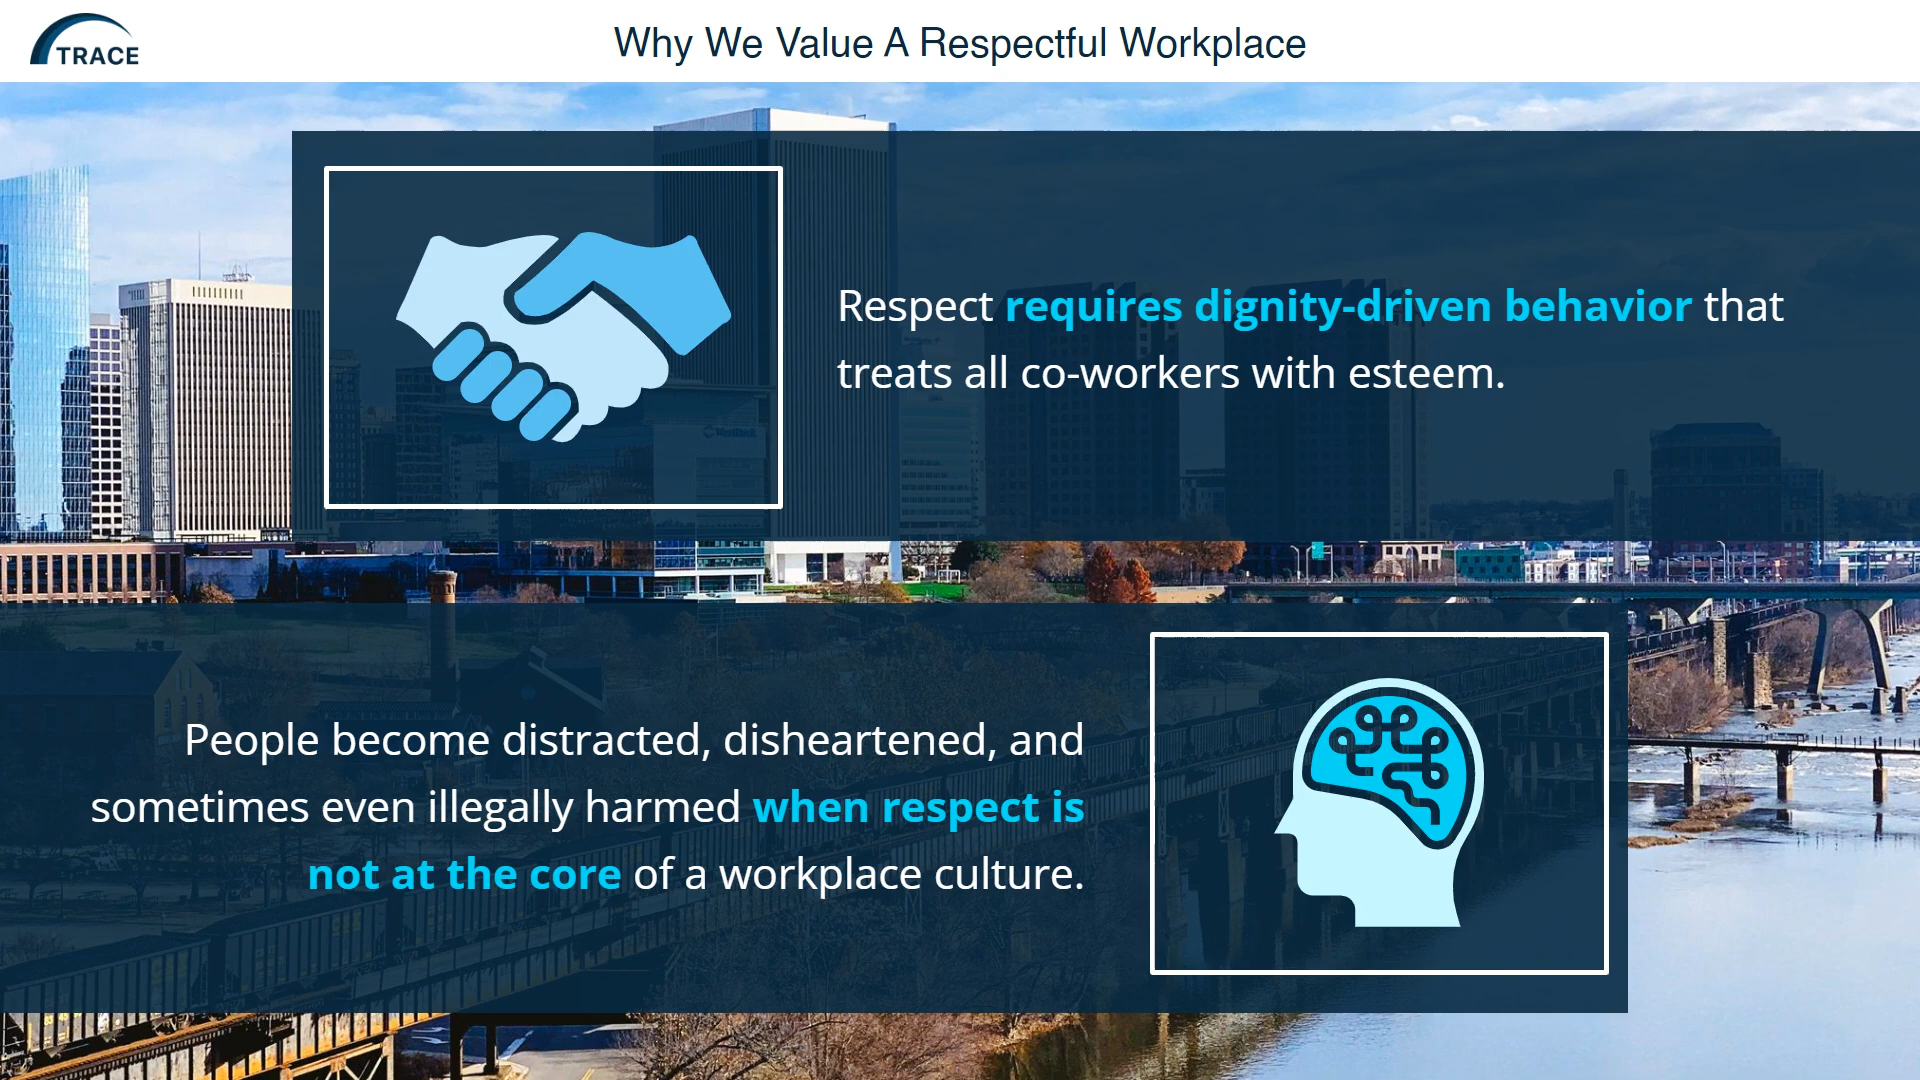 TRACE
Why We Value A Respectful Workplace
Respect requires dignity-driven behavior that
treats all co-workers with esteem.
People become distracted, disheartened, and
sometimes even illegally harmed when respect is
not at the core of a workplace culture.